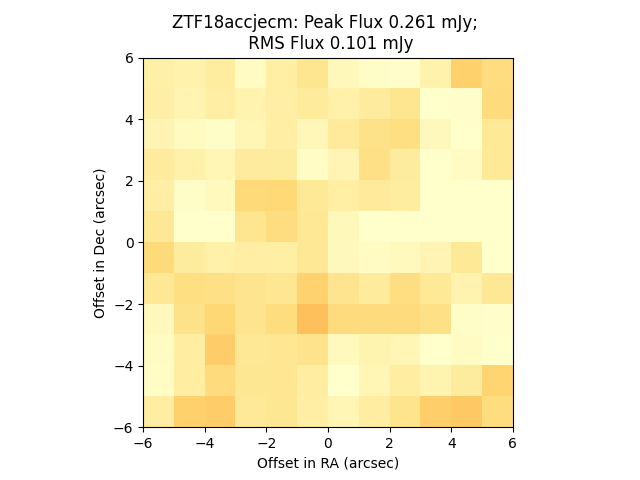 ZTF18accjecm: Peak Flux 0.261 mJy;
RMS Flux 0.101 mJy
6
4
2
0
−2
−4
−6
Offset in Dec (arcsec)
−6 −4 −2 0 2 4 6
Offset in RA (arcsec)